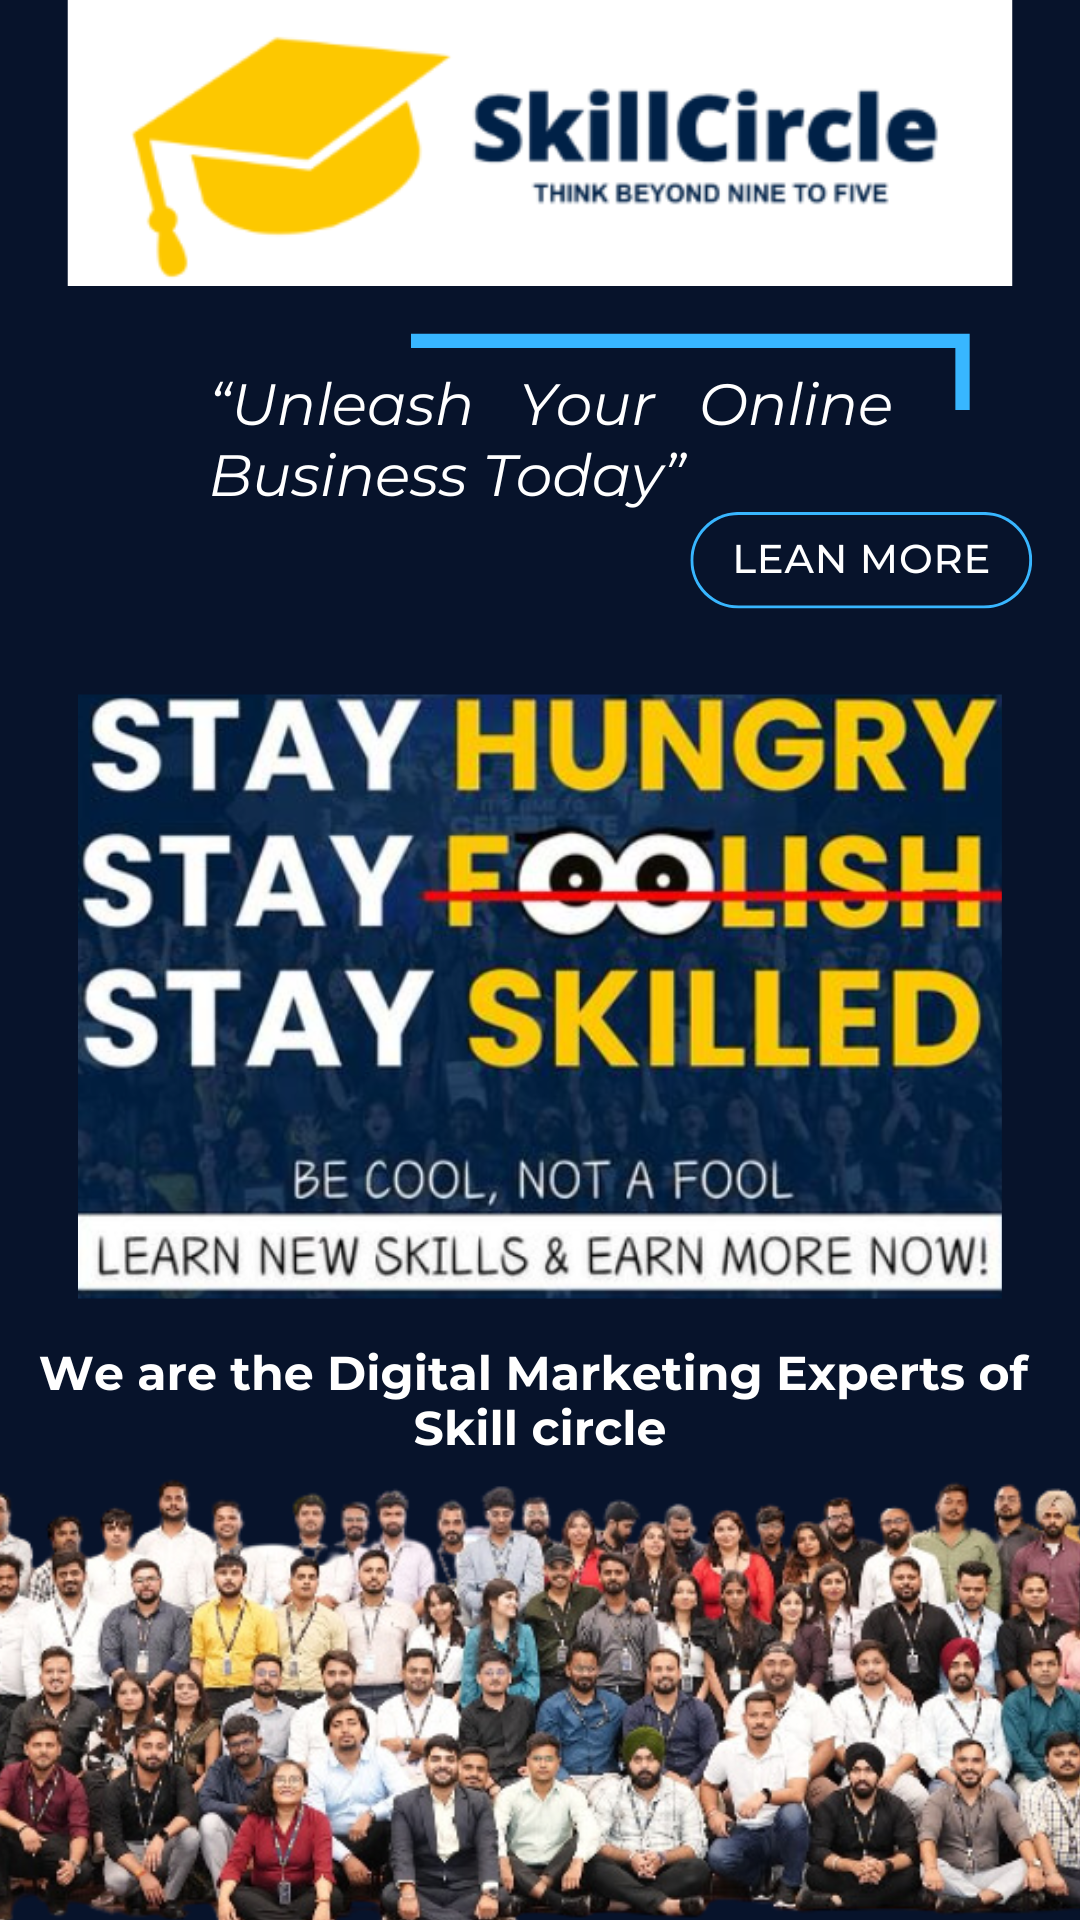 SkillCircle
THINK BEYOND NINE TO FIVE
“Unleash Your Online
Business Today”
LEAN MORE
STAY HUNGRY
STAY FOOLISH
STAY SKILLED
BE COOL, NOT A FOOL
LEARN NEW SKILLS & EARN MORE NOW!
We are the Digital Marketing Experts of
Skill circle